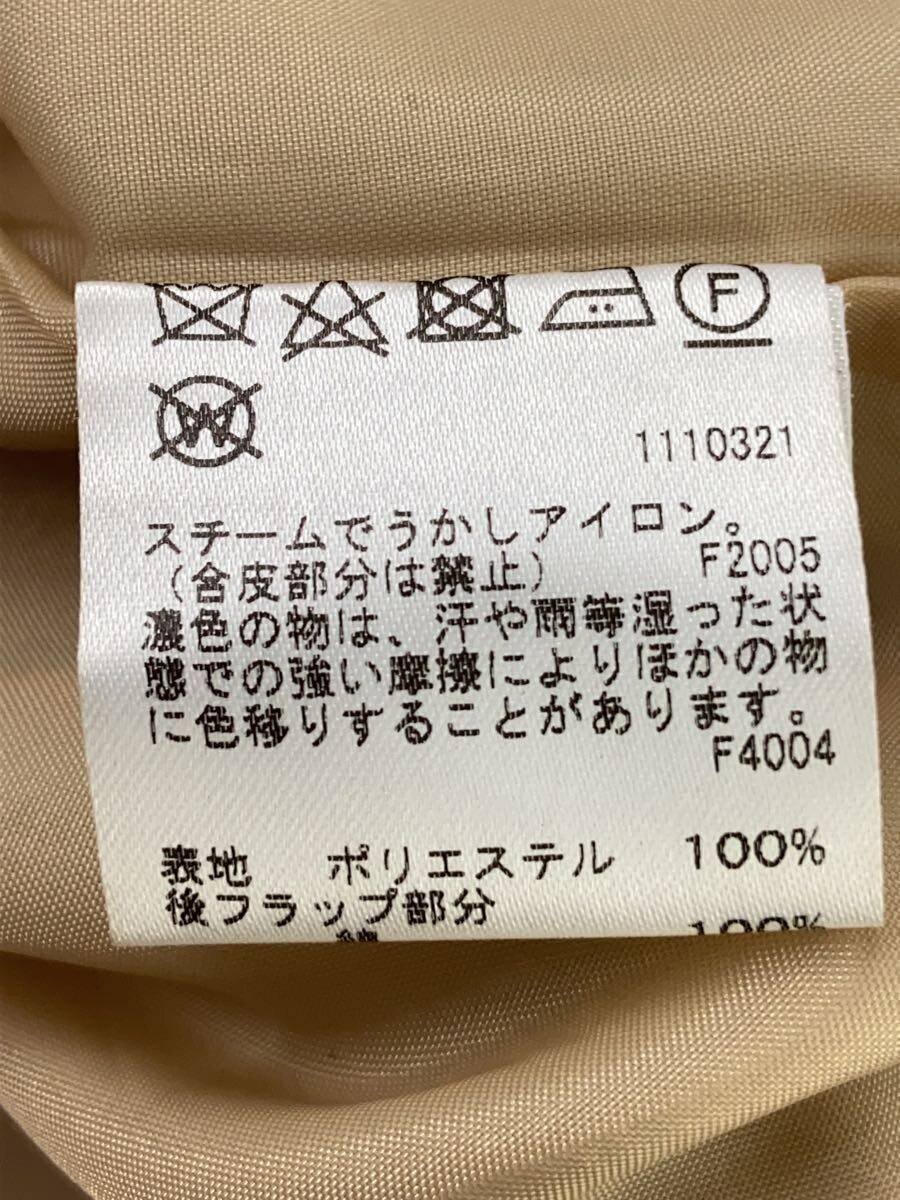 F
W
1110321
スチームでうかしアイロン。
(含皮部分は禁止) F2005
濃色の物は、汗や雨等湿った状
態での強い摩擦によりほかの物
に色移りすることがあります。
F4004
表地 ポリエステル 100%
後フラップ部分
100%